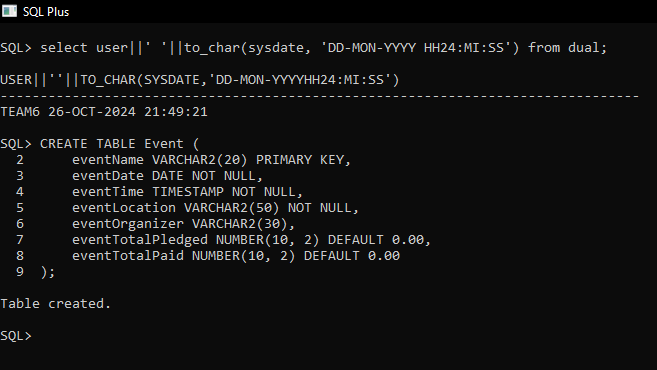 SQL Plus
SQL> select user||' '||to_char(sysdate, 'DD-MON-YYYY HH24:MI:SS') from dual;
USER||''||TO_CHAR(SYSDATE,'DD-MON-YYYYHH24:MI:SS')
--------------------------------------------------------------------------------
TEAM6 26-OCT-2024 21:49:21
SQL> CREATE TABLE Event (
  2      eventName VARCHAR2(20) PRIMARY KEY,
  3      eventDate DATE NOT NULL,
  4      eventTime TIMESTAMP NOT NULL,
  5      eventLocation VARCHAR2(50) NOT NULL,
  6      eventOrganizer VARCHAR2(30),
  7      eventTotalPledged NUMBER(10, 2) DEFAULT 0.00,
  8      eventTotalPaid NUMBER(10, 2) DEFAULT 0.00
  9  );
Table created.
SQL>